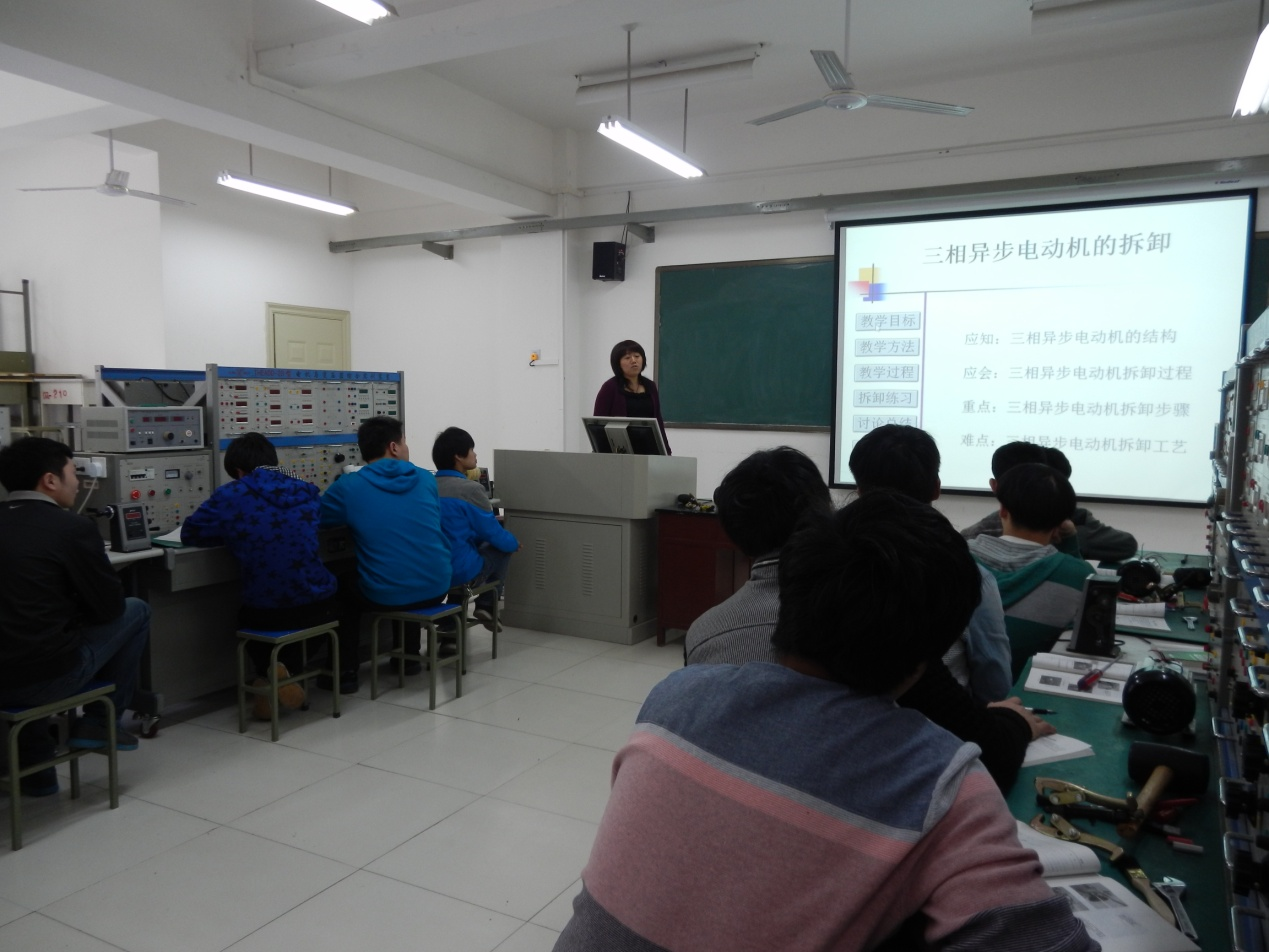 三相异步电动机的拆卸
教学目标
教学方法
教学过程
拆卸练习
讨论总结
应知：三相异步电动机的结构
应会：三相异步电动机拆卸过程
重点：三相异步电动机拆卸步骤
难点：三相异步电动机拆卸工艺